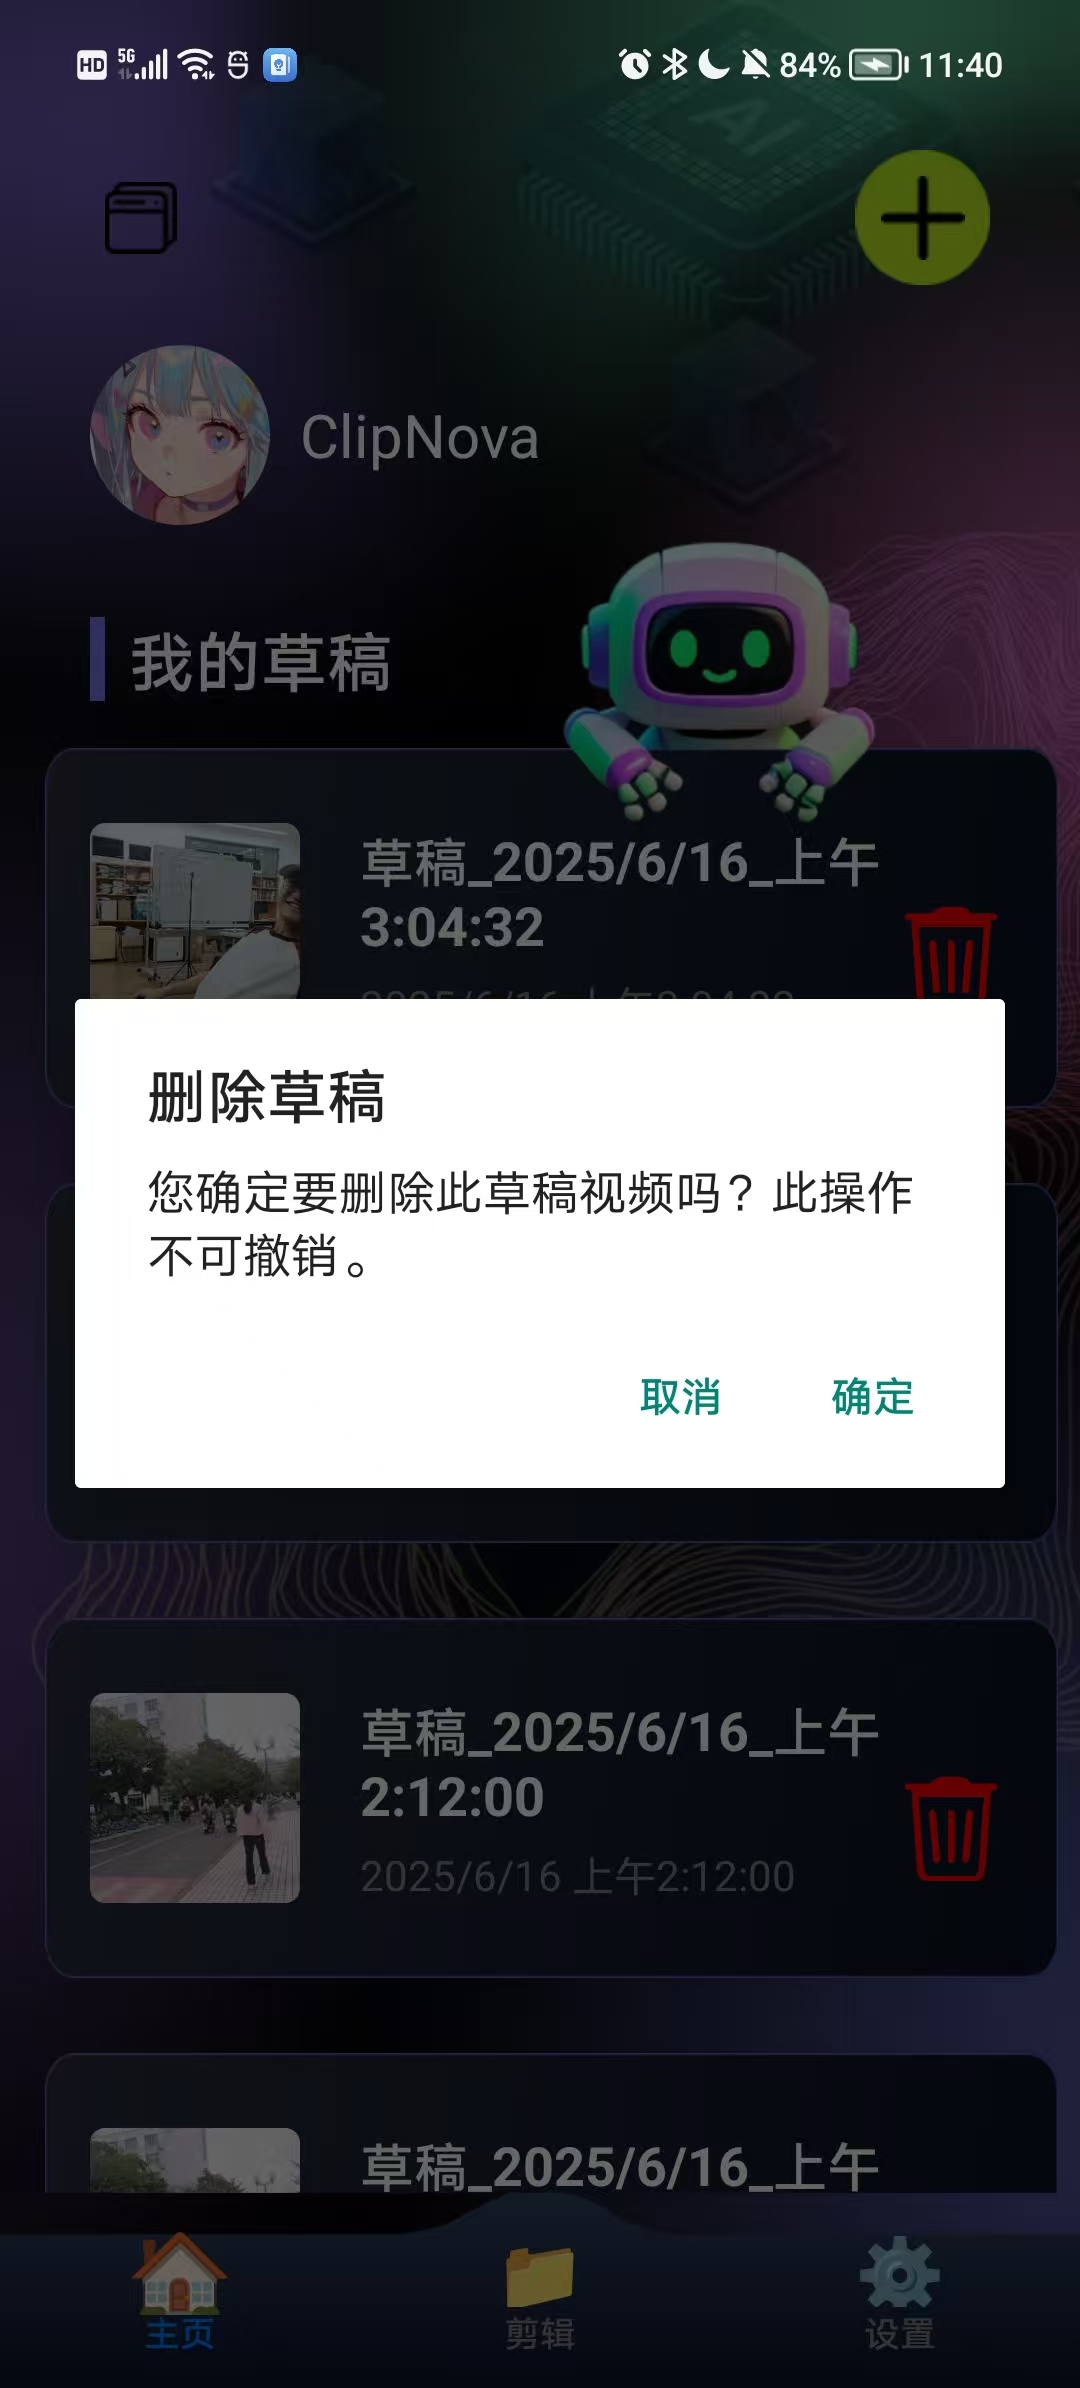 HD 5G 84% 11:40
AI
ClipNova
我的草稿
草稿_2025/6/16_上午
3:04:32
删除草稿
您确定要删除此草稿视频吗？此操作
不可撤销。
取消 确定
草稿_2025/6/16_上午
2:12:00
2025/6/16 上午2:12:00
草稿_2025/6/16_上午
主页 剪辑 设置